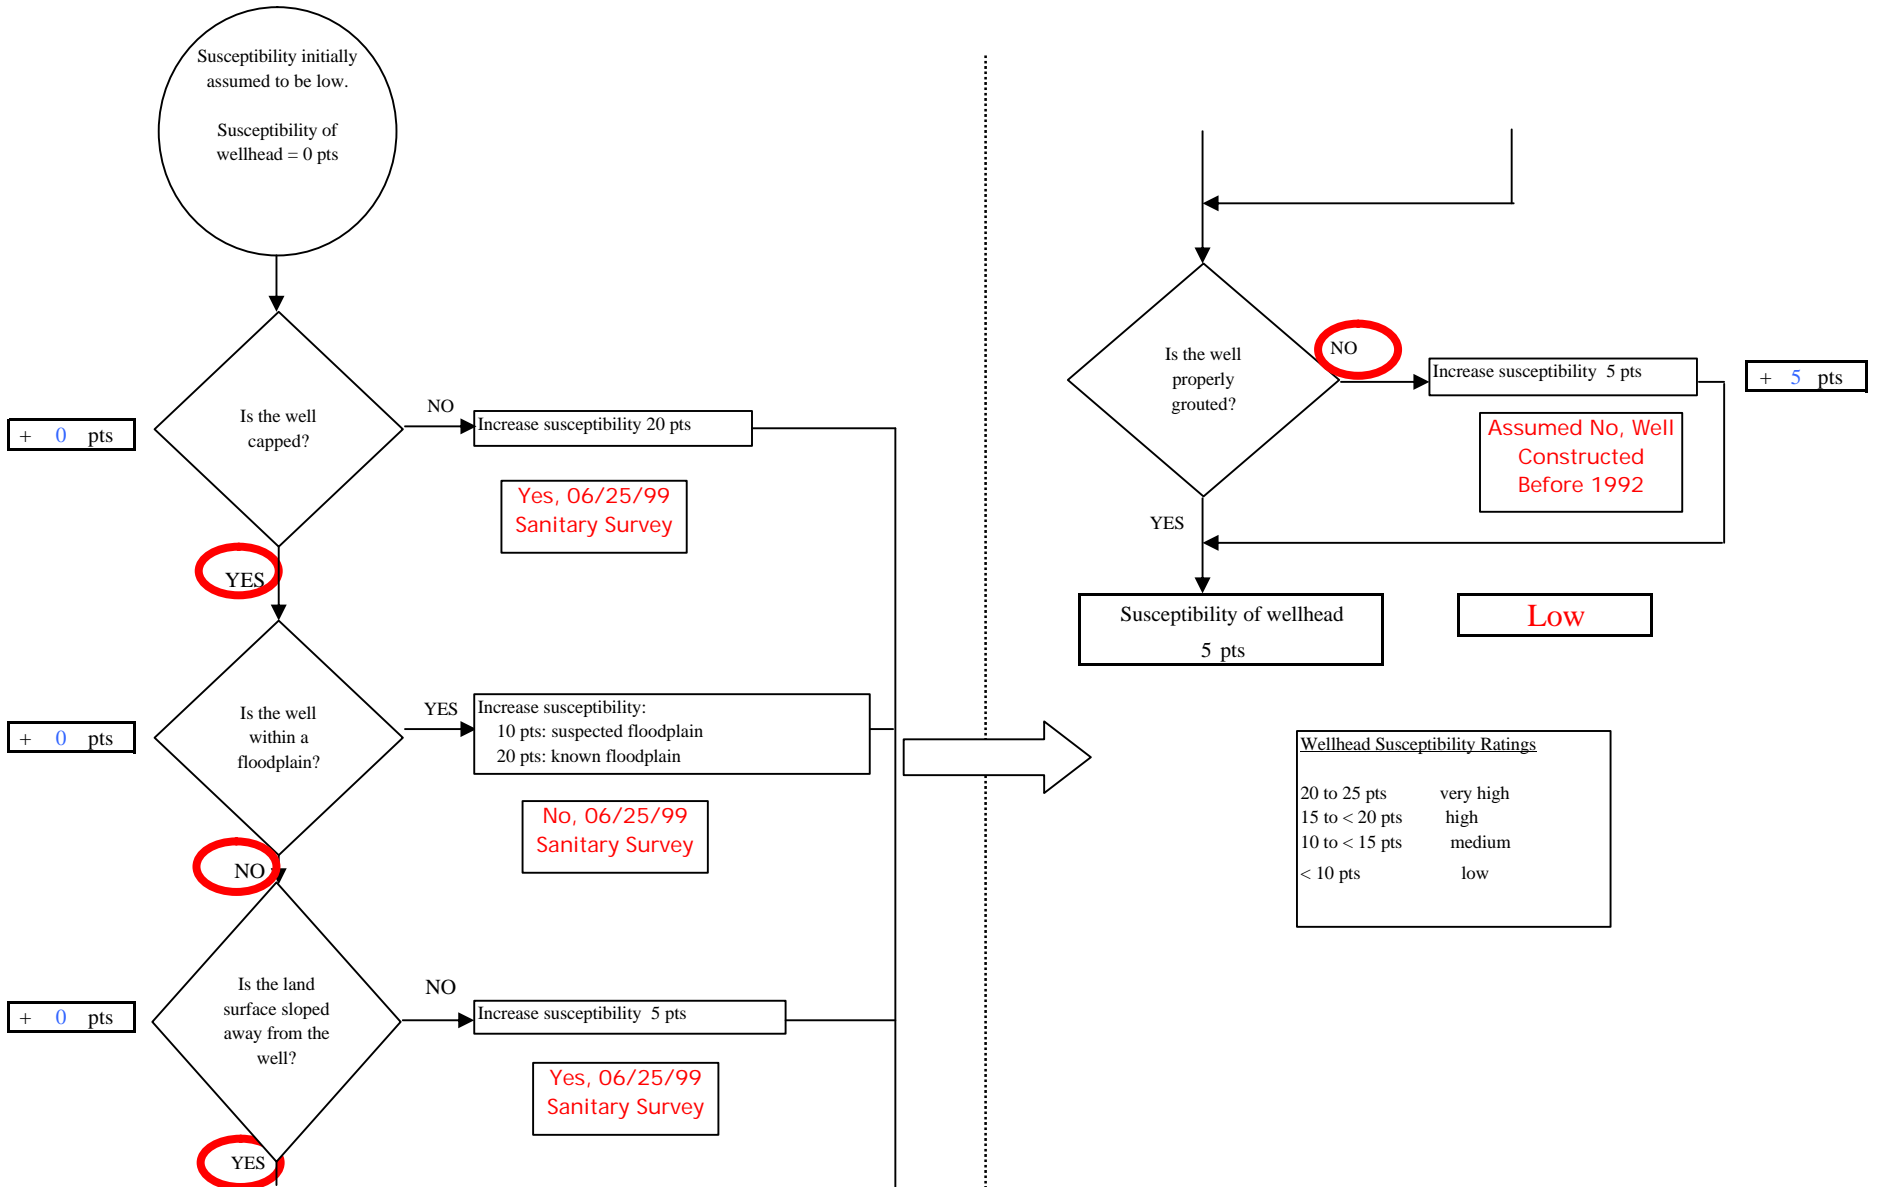 Susceptibility initially
assumed to be low.
Susceptibility of
wellhead = 0 pts
+ 0 pts
Is the well
capped?
NO
Increase susceptibility 20 pts
Yes, 06/25/99
Sanitary Survey
YES
+ 0 pts
Is the well
within a
floodplain?
YES
Increase susceptibility:
10 pts: suspected floodplain
20 pts: known floodplain
No, 06/25/99
Sanitary Survey
NO
+ 0 pts
Is the land
surface sloped
away from the
well?
NO
Increase susceptibility 5 pts
Yes, 06/25/99
Sanitary Survey
YES
Is the well
properly
grouted?
NO
Increase susceptibility 5 pts
+ 5 pts
Assumed No, Well
Constructed
Before 1992
YES
Susceptibility of wellhead
5 pts
Low
Wellhead Susceptibility Ratings
20 to 25 pts very high
15 to < 20 pts high
10 to < 15 pts medium
< 10 pts low